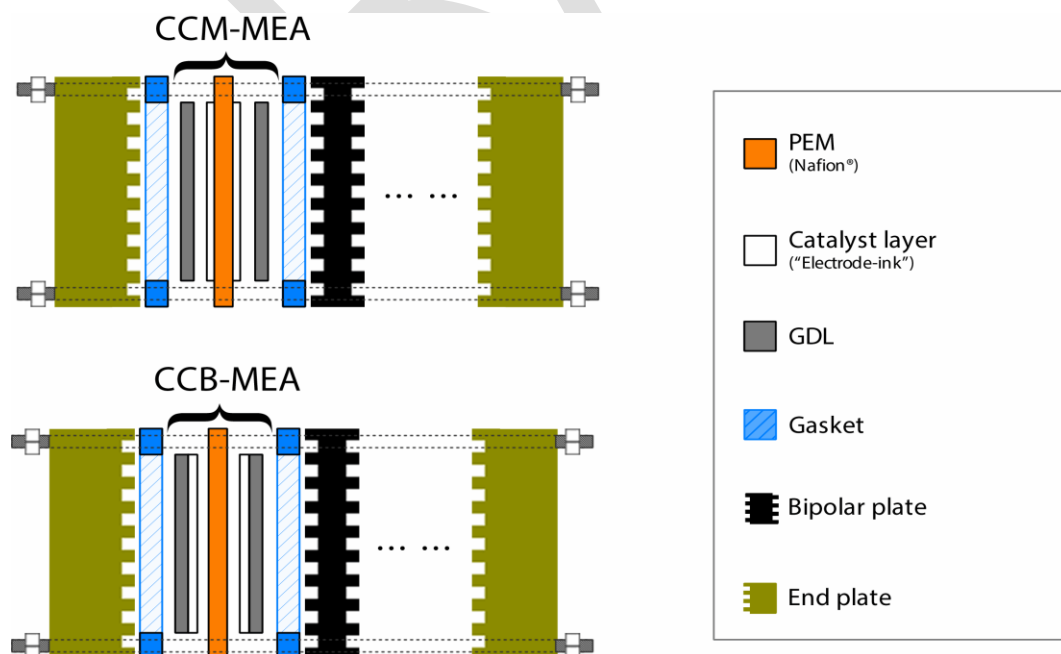 CCM-MEA
... ...
CCB-MEA
... ...
PEM
(Nafion®)
Catalyst layer
("Electrode-ink")
GDL
Gasket
Bipolar plate
End plate